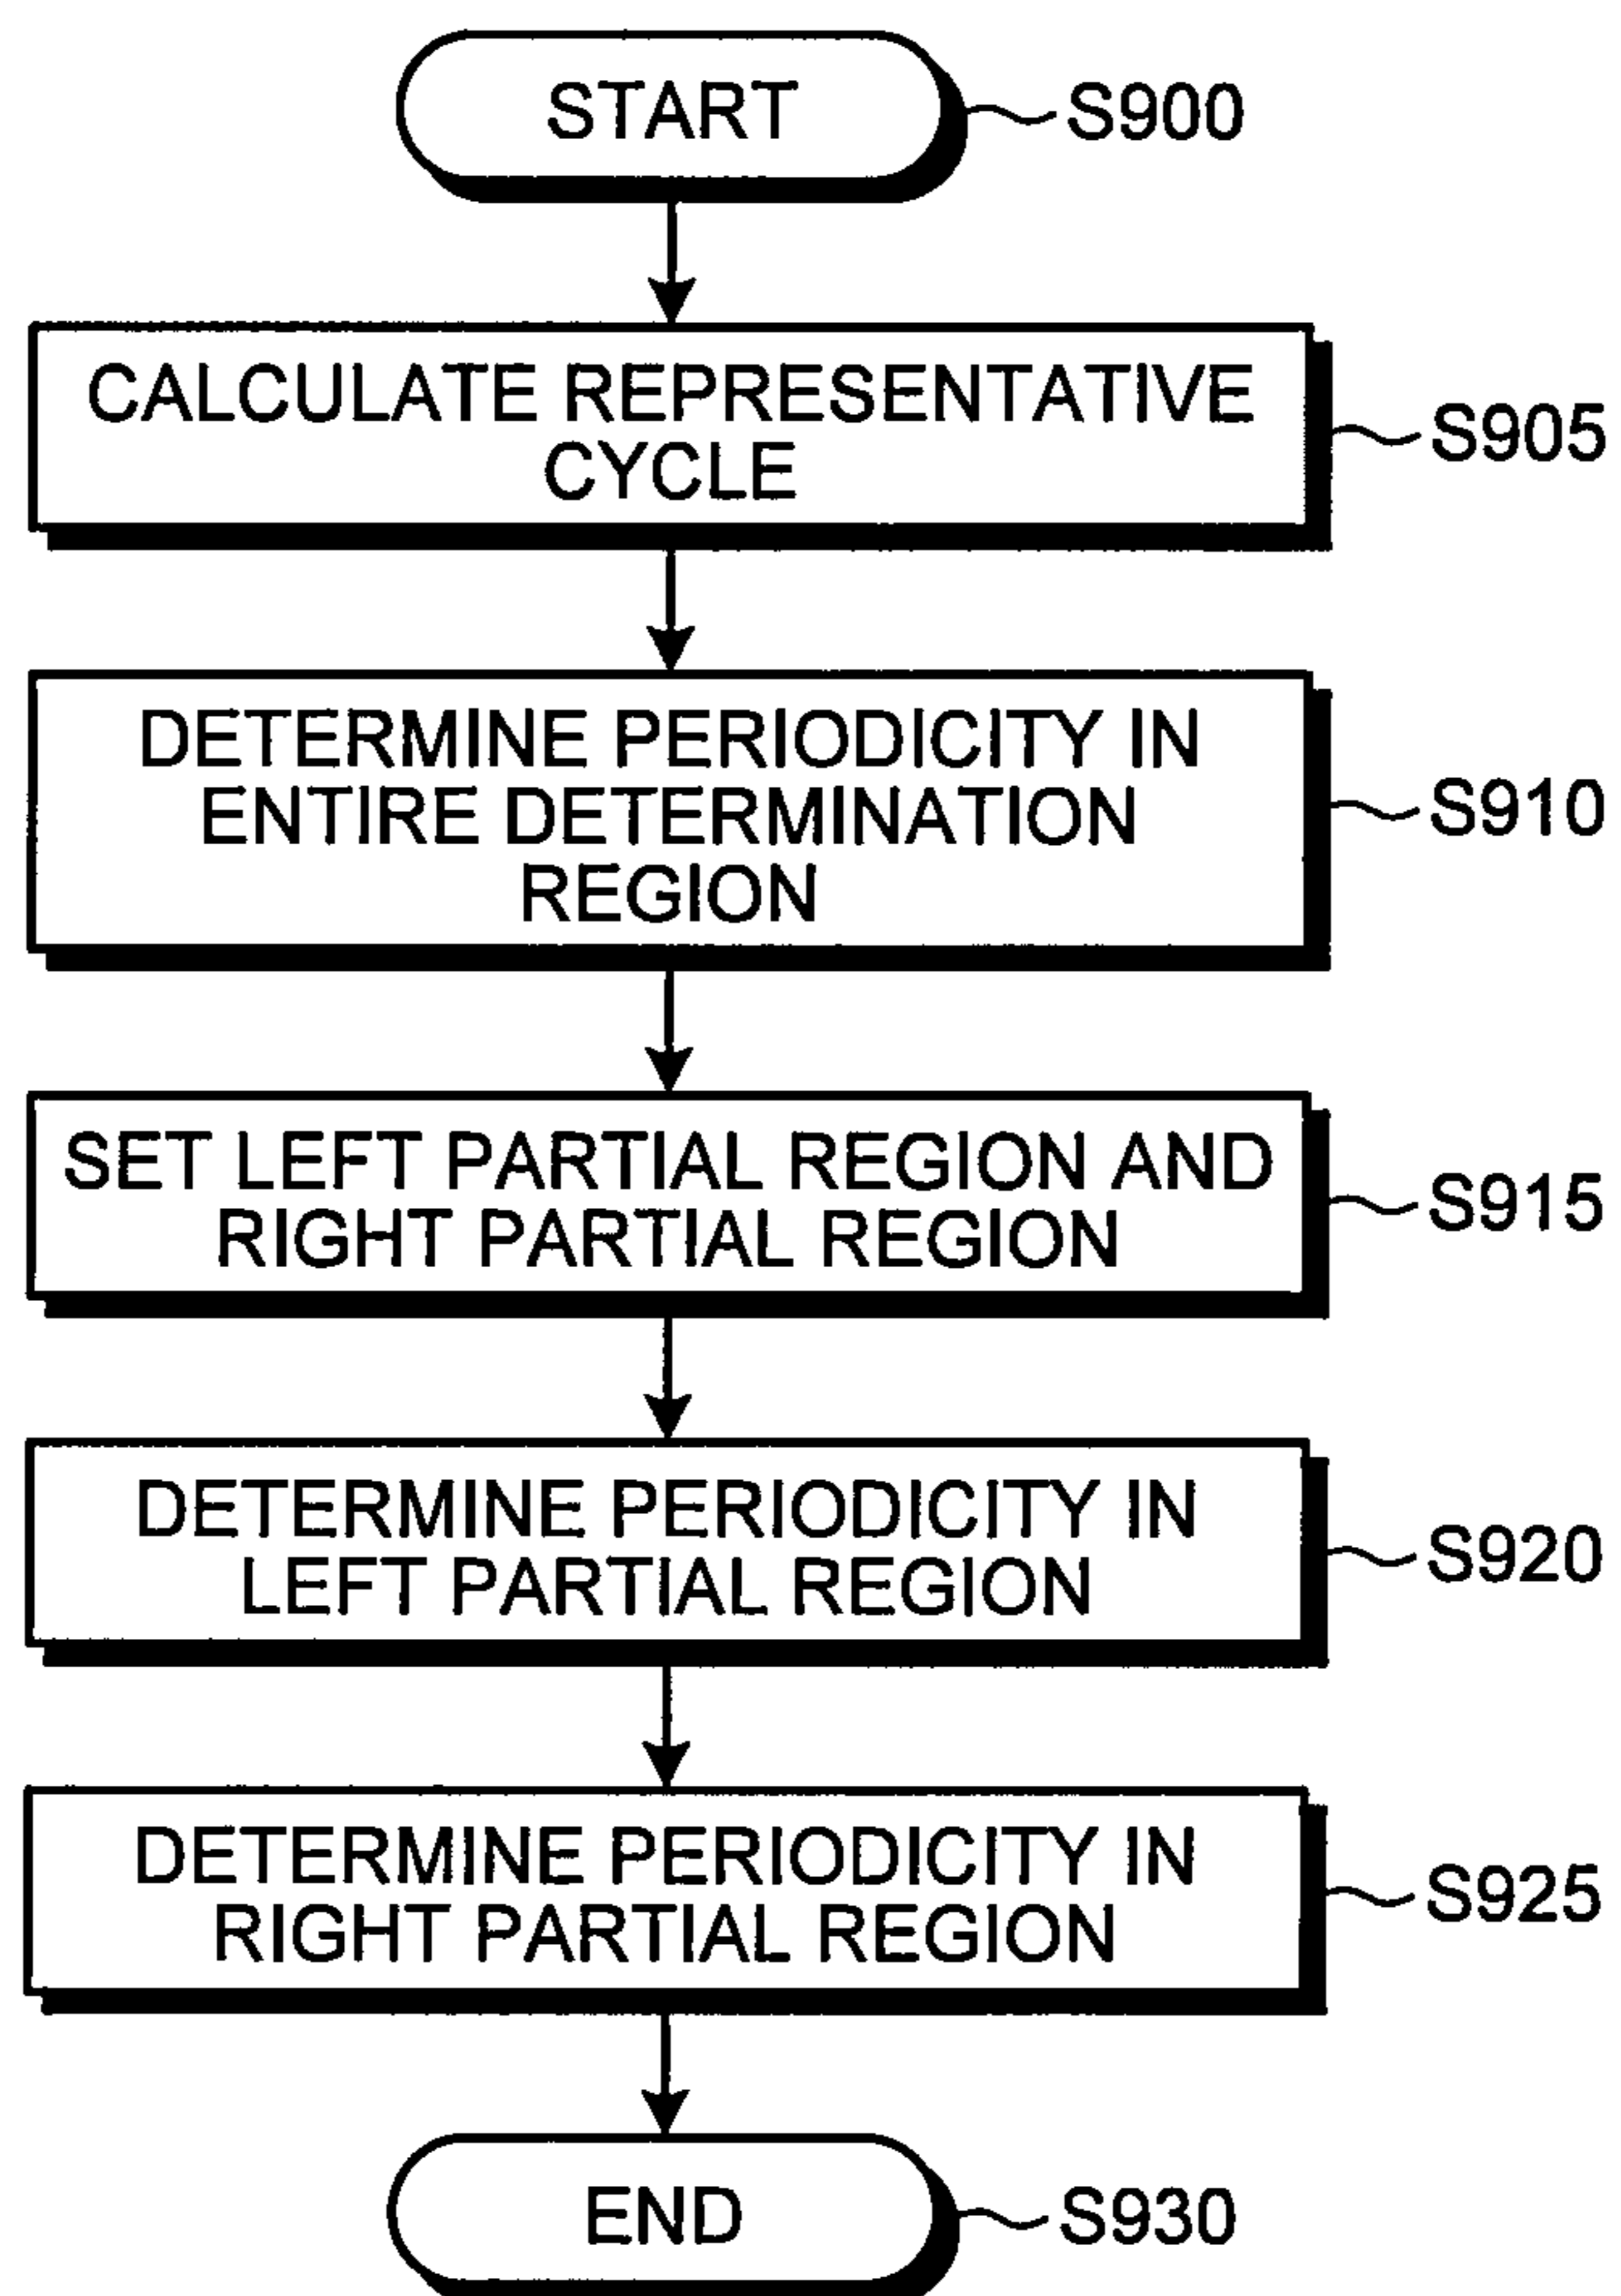 START
S900
CALCULATE REPRESENTATIVE
CYCLE
S905
DETERMINE PERIODICITY IN
ENTIRE DETERMINATION
REGION
S910
SET LEFT PARTIAL REGION AND
RIGHT PARTIAL REGION
S915
DETERMINE PERIODICITY IN
LEFT PARTIAL REGION
S920
DETERMINE PERIODICITY IN
RIGHT PARTIAL REGION
S925
END
S930